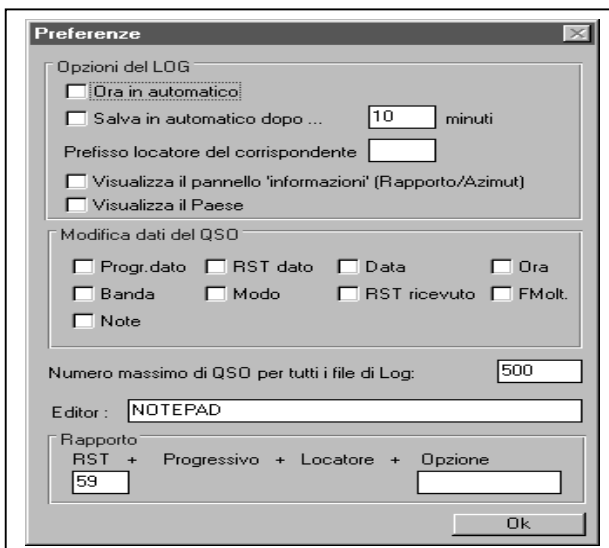 Preferenze
Opzioni del LOG
Ora in automatico
Salva in automatico dopo ... 10 minuti
Prefisso locatore del corrispondente
Visualizza il pannello 'informazioni' (Rapporto/Azimut)
Visualizza il Paese
Modifica dati del QSO
Progr.dato RST dato Data Ora
Banda Modo RST ricevuto FMolt.
Note
Numero massimo di QSO per tutti i file di Log: 500
Editor : NOTEPAD
Rapporto
RST + Progressivo + Locatore + Opzione
59
Ok